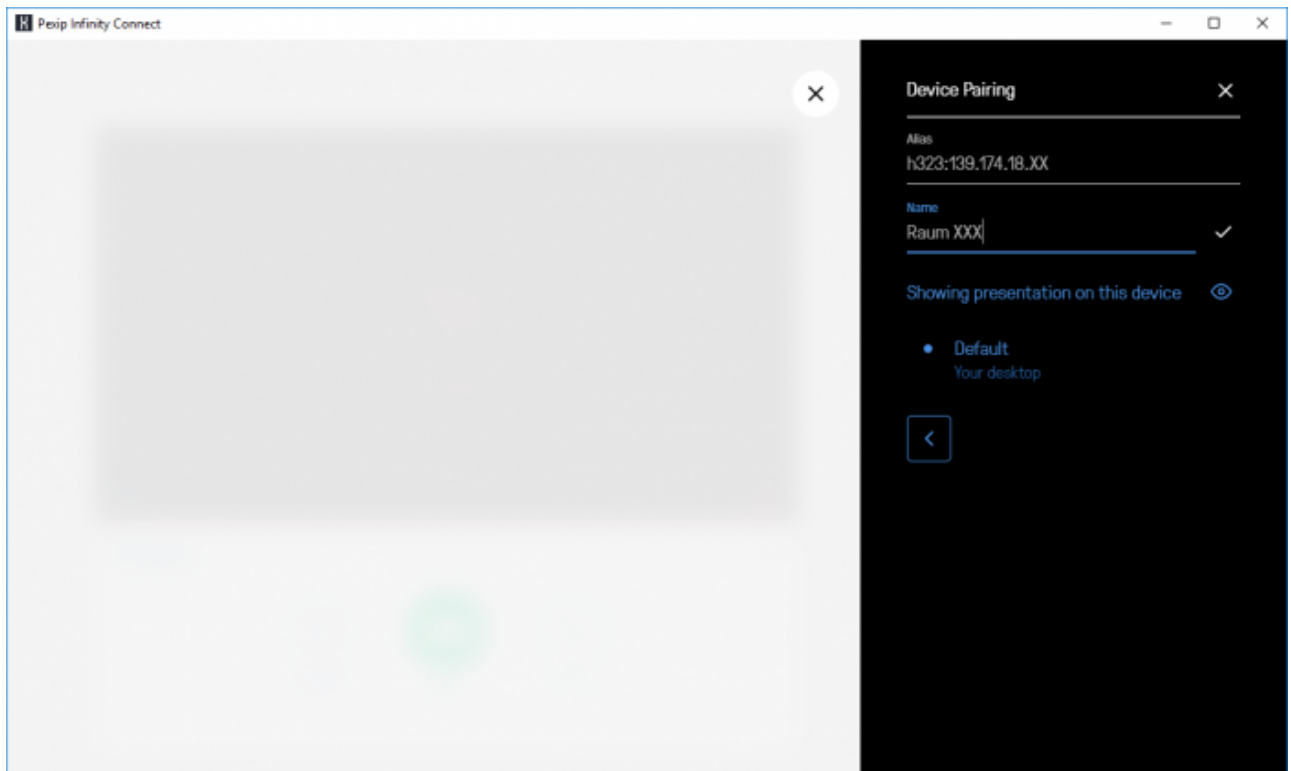 Pexip Infinity Connect
Device Pairing
Alias
h323:139.174.18.XX
Name
Raum XXX
Showing presentation on this device
Default
Your desktop